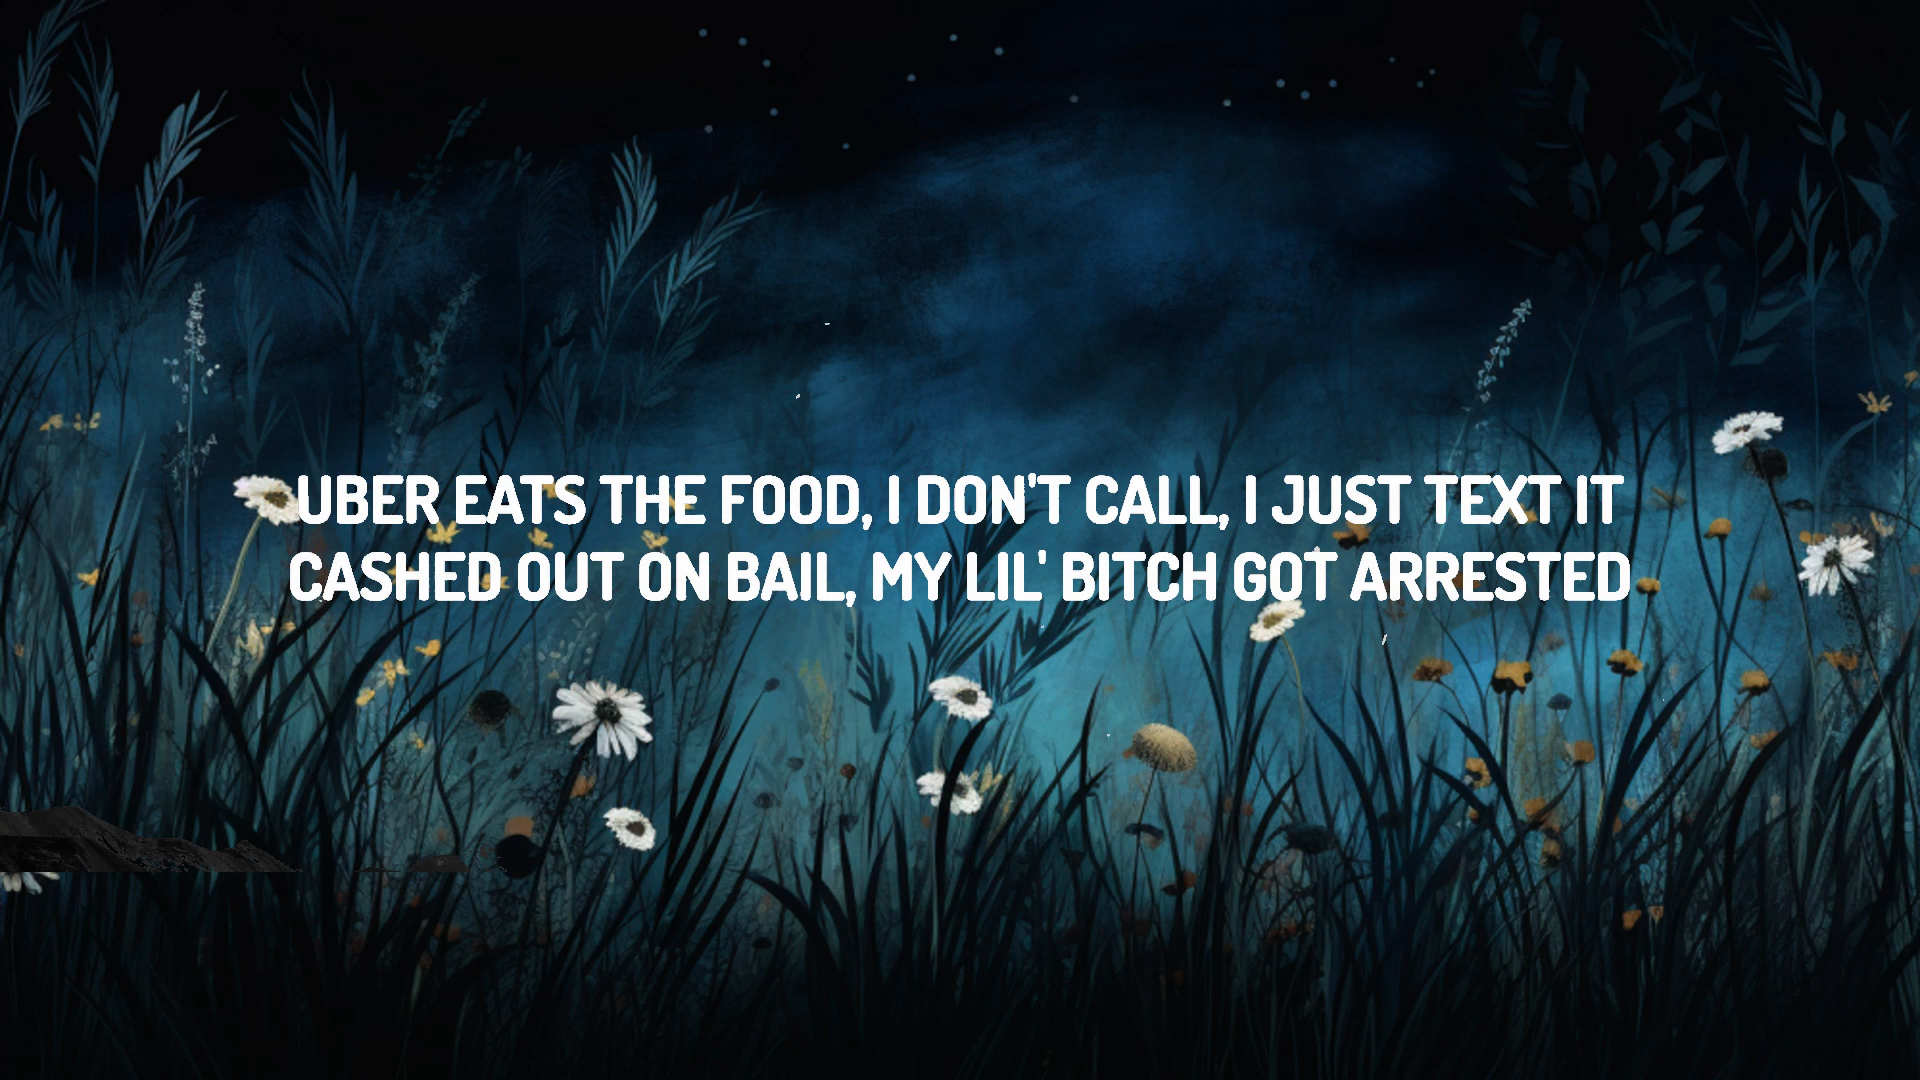 UBER EATS THE FOOD, I DON'T CALL, I JUST TEXT IT
CASHED OUT ON BAIL, MY LIL' BITCH GOT ARRESTED